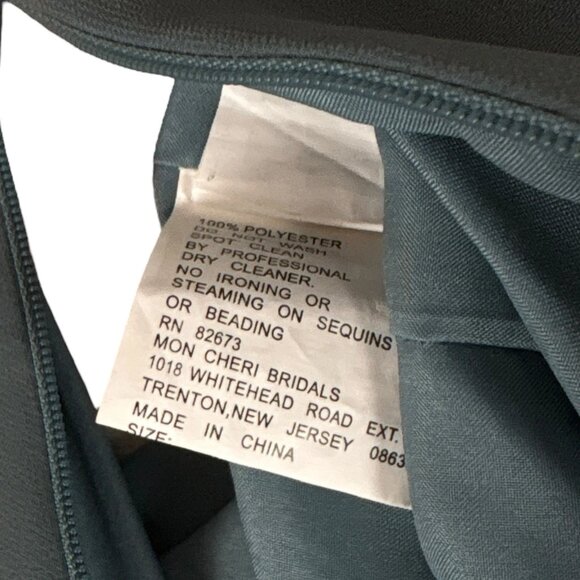 100% POLYESTER
DO NOT WASH
SPOT CLEAN
BY PROFESSIONAL
DRY CLEANER.
NO IRONING OR
STEAMING ON SEQUINS
OR BEADING
RN 82673
MON CHERI BRIDALS
1018 WHITEHEAD ROAD EXT.
TRENTON,NEW JERSEY 0863
MADE IN CHINA
SIZE: